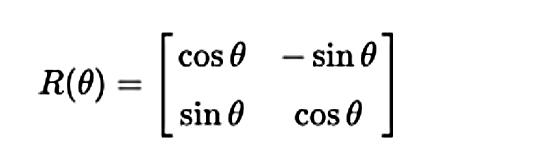 R(θ) = [cos θ  − sin θ
sin θ  cos θ]